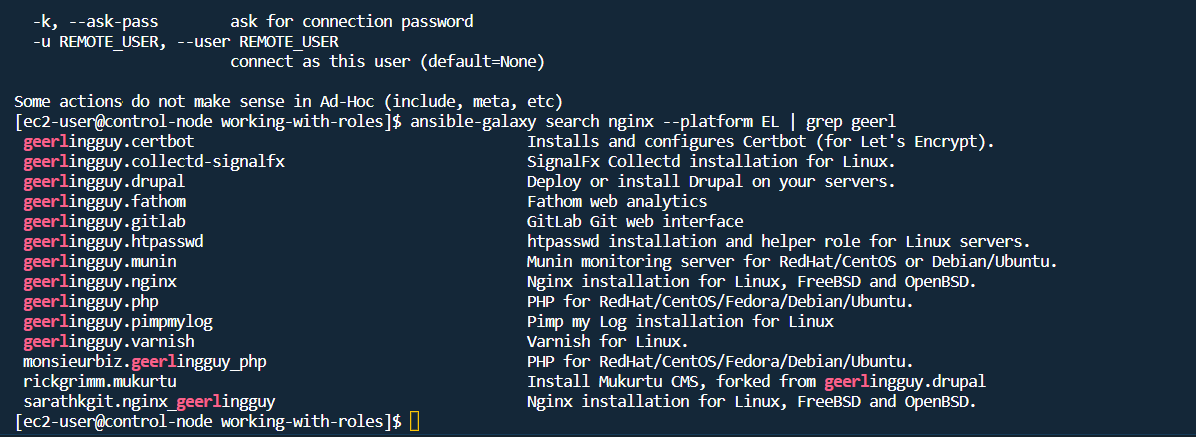 -k, --ask-pass ask for connection password
-u REMOTE_USER, --user REMOTE_USER
connect as this user (default=None)
Some actions do not make sense in Ad-Hoc (include, meta, etc)
[ec2-user@control-node working-with-roles]$ ansible-galaxy search nginx --platform EL | grep geerl
geerlingguy.certbot Installs and configures Certbot (for Let's Encrypt).
geerlingguy.collectd-signalfx SignalFx Collectd installation for Linux.
geerlingguy.drupal Deploy or install Drupal on your servers.
geerlingguy.fathom Fathom web analytics
geerlingguy.gitlab GitLab Git web interface
geerlingguy.htpasswd htpasswd installation and helper role for Linux servers.
geerlingguy.munin Munin monitoring server for RedHat/CentOS or Debian/Ubuntu.
geerlingguy.nginx Nginx installation for Linux, FreeBSD and OpenBSD.
geerlingguy.php PHP for RedHat/CentOS/Fedora/Debian/Ubuntu.
geerlingguy.pimpmylog Pimp my Log installation for Linux
geerlingguy.varnish Varnish for Linux.
monsieurbiz.geerlingguy_php PHP for RedHat/CentOS/Fedora/Debian/Ubuntu.
rickgrimm.mukurtu Install Mukurtu CMS, forked from geerlingguy.drupal
sarathkgit.nginx_geerlingguy Nginx installation for Linux, FreeBSD and OpenBSD.
[ec2-user@control-node working-with-roles]$